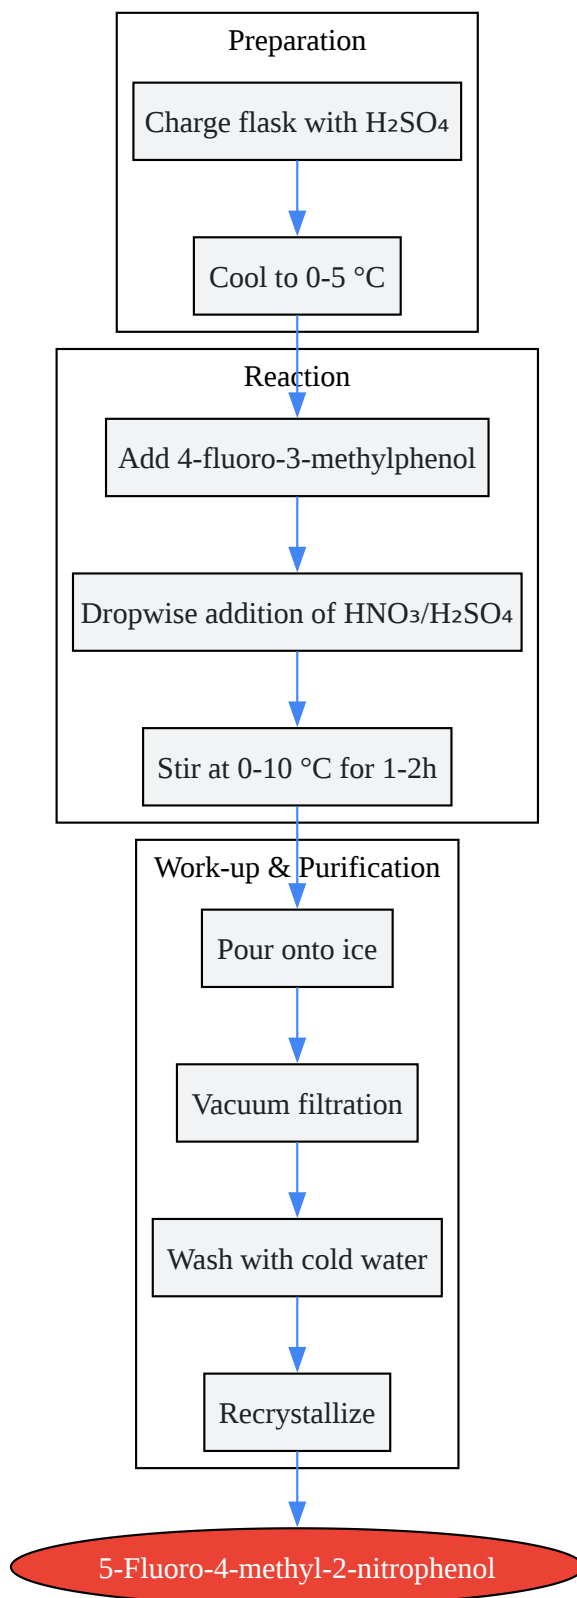 Preparation
Charge flask with H₂SO₄
Cool to 0-5 °C
Reaction
Add 4-fluoro-3-methylphenol
Dropwise addition of HNO₃/H₂SO₄
Stir at 0-10 °C for 1-2h
Work-up & Purification
Pour onto ice
Vacuum filtration
Wash with cold water
Recrystallize
5-Fluoro-4-methyl-2-nitrophenol